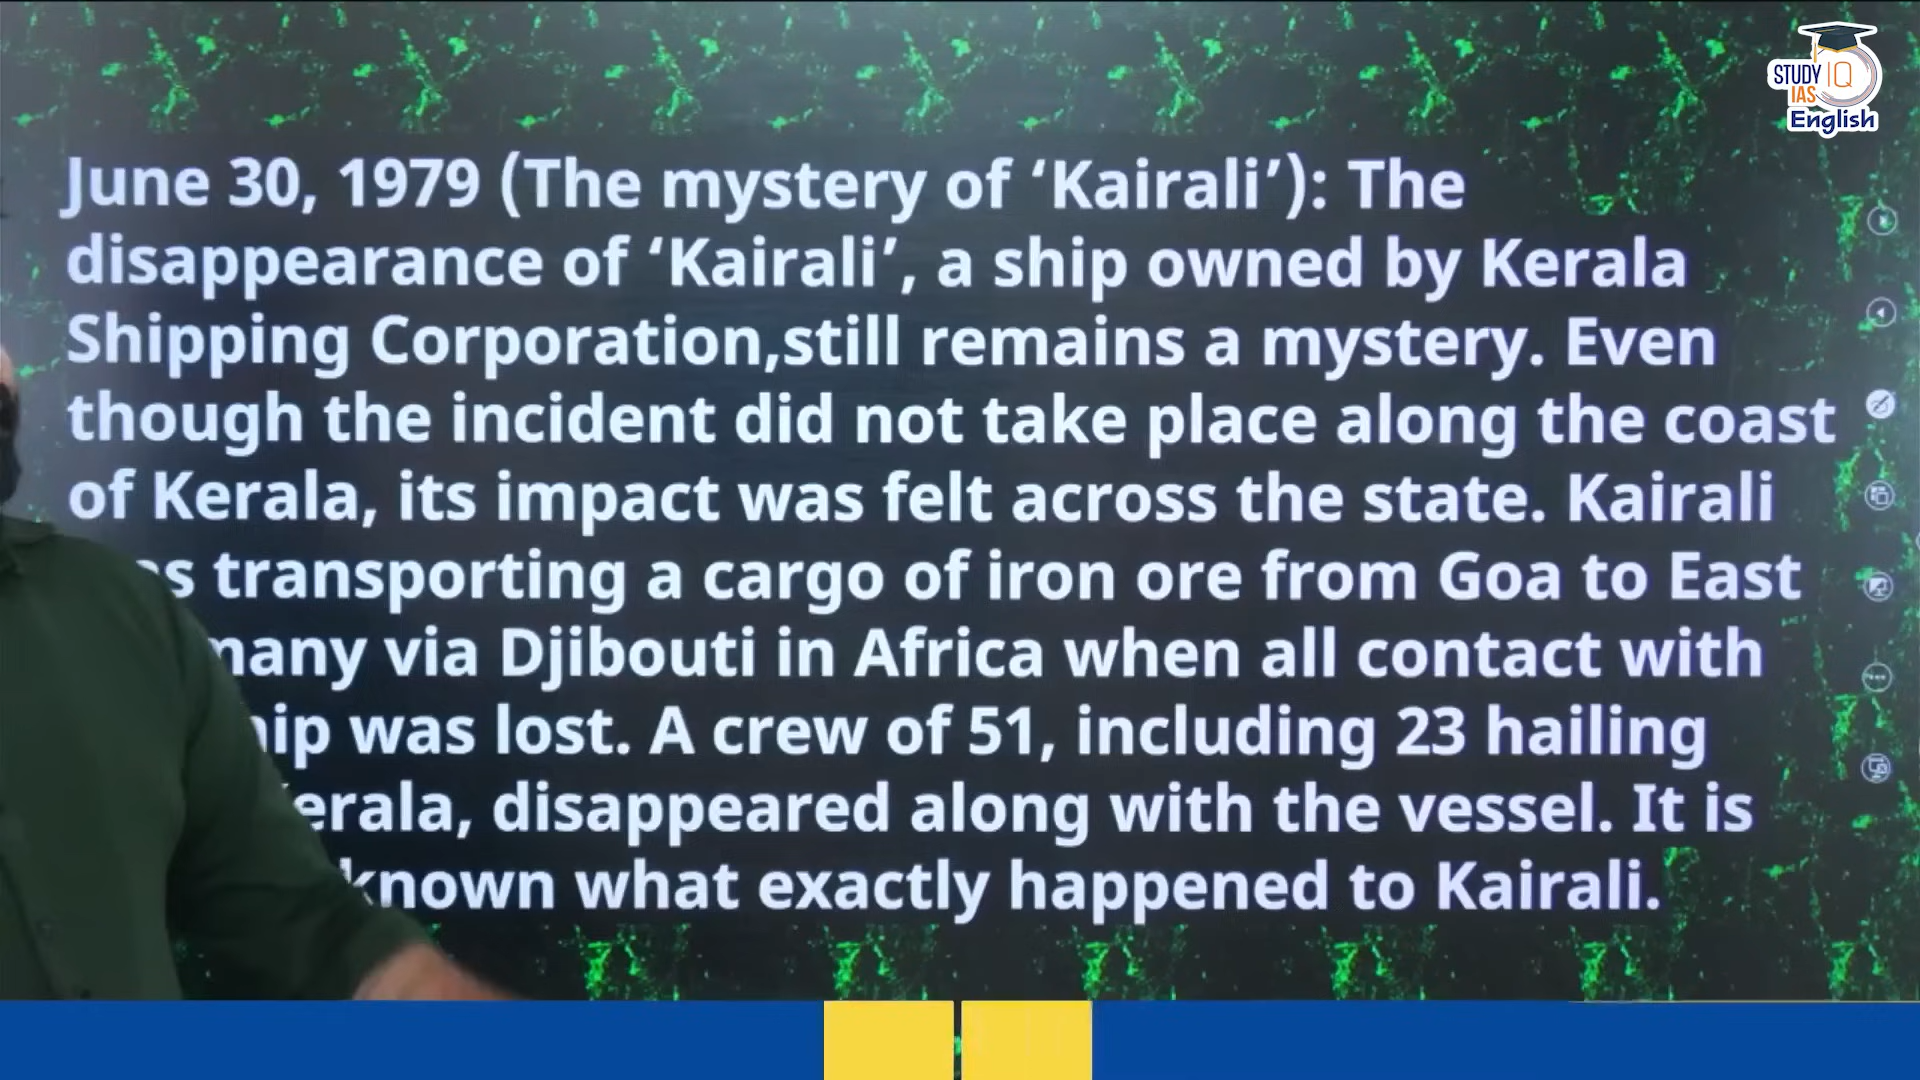 STUDY IQ
IAS
English
June 30, 1979 (The mystery of ‘Kairali’): The
disappearance of ‘Kairali’, a ship owned by Kerala
Shipping Corporation,still remains a mystery. Even
though the incident did not take place along the coast
of Kerala, its impact was felt across the state. Kairali
transporting a cargo of iron ore from Goa to East
via Djibouti in Africa when all contact with
was lost. A crew of 51, including 23 hailing
disappeared along with the vessel. It is
known what exactly happened to Kairali.